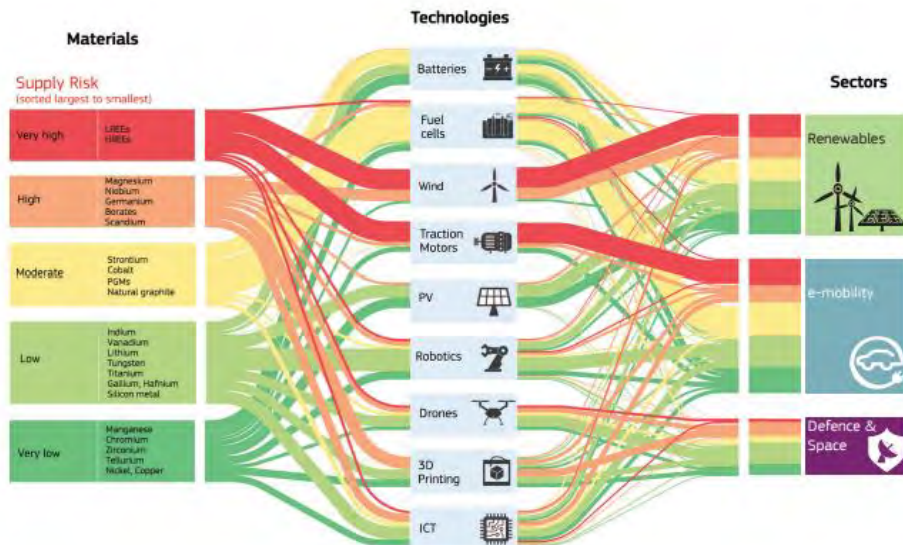 Materials
Technologies
Sectors
Supply Risk
(sorted largest to smallest)
Very high
LREEs
HREEs
High
Magnesium
Niobium
Germanium
Borates
Scandium
Moderate
Strontium
Cobalt
PGMs
Natural graphite
Low
Indium
Vanadium
Lithium
Tungsten
Titanium
Gallium, Hafnium
Silicon metal
Very low
Manganese
Chromium
Zirconium
Tellurium
Nickel, Copper
Batteries
Fuel
cells
Wind
Traction
Motors
PV
Robotics
Drones
3D
Printing
ICT
Renewables
e-mobility
Defence &
Space